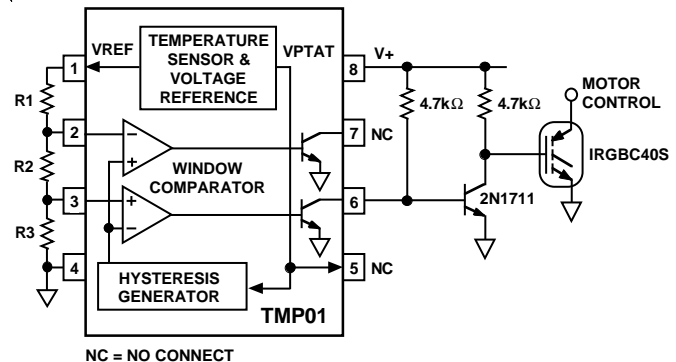 TEMPERATURE
SENSOR &
VOLTAGE
REFERENCE
VREF
VPTAT
1
8
V+
R1
4.7kΩ
4.7kΩ
MOTOR
CONTROL
2
7
NC
IRGBC40S
R2
WINDOW
COMPARATOR
3
6
2N1711
R3
4
5
NC
HYSTERESIS
GENERATOR
TMP01
NC = NO CONNECT
−
+
+
−